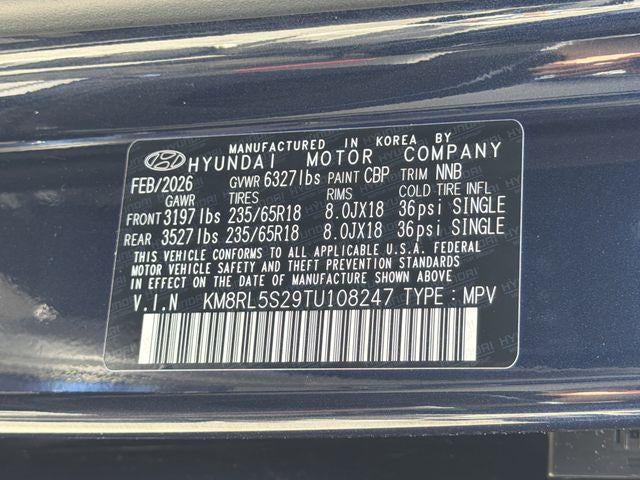 MANUFACTURED IN KOREA BY
HYUNDAI MOTOR COMPANY
FEB/2026 GVWR 6327lbs PAINT CBP TRIM NNB
GAWR TIRES RIMS COLD TIRE INFL
FRONT 3197lbs 235/65R18 8.0JX18 36psi SINGLE
REAR 3527lbs 235/65R18 8.0JX18 36psi SINGLE
THIS VEHICLE CONFORMS TO ALL APPLICABLE U.S.A. FEDERAL
MOTOR VEHICLE SAFETY AND THEFT PREVENTION STANDARDS
IN EFFECT ON THE DATE OF MANUFACTURE SHOWN ABOVE.
V.I.N KM8RL5S29TU108247 TYPE : MPV